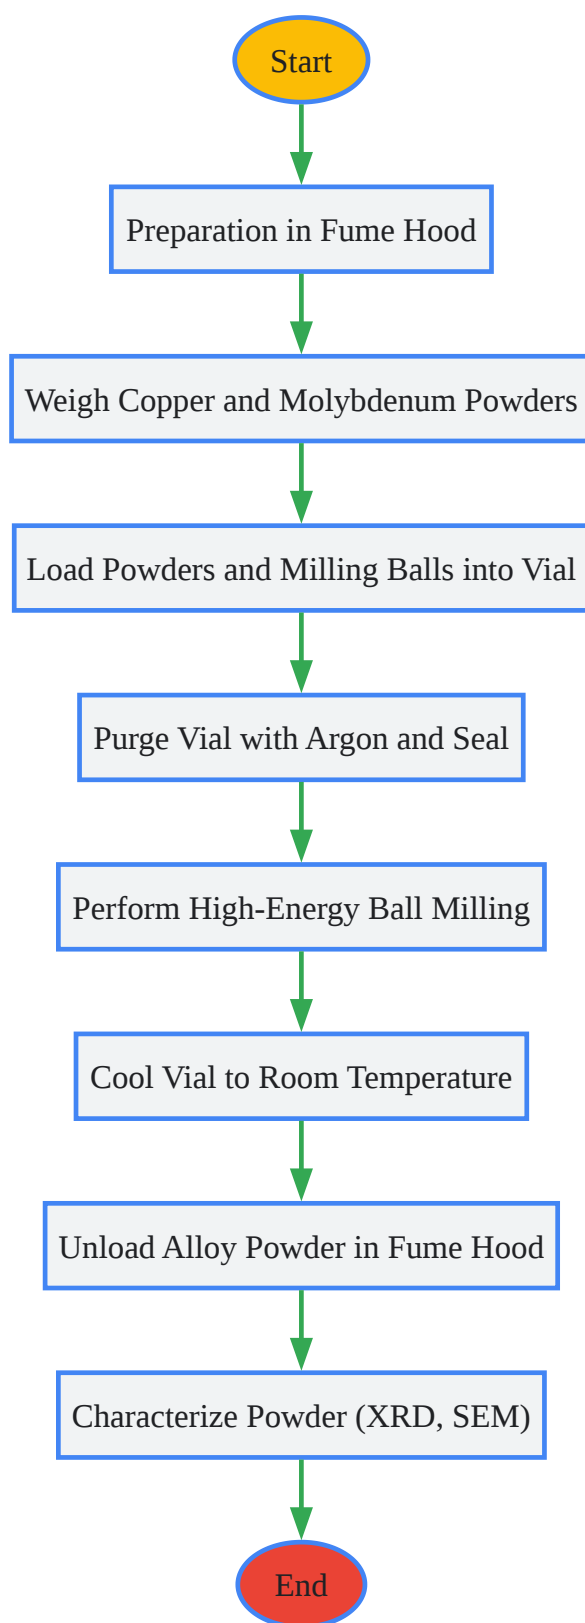 Start
Preparation in Fume Hood
Weigh Copper and Molybdenum Powders
Load Powders and Milling Balls into Vial
Purge Vial with Argon and Seal
Perform High-Energy Ball Milling
Cool Vial to Room Temperature
Unload Alloy Powder in Fume Hood
Characterize Powder (XRD, SEM)
End